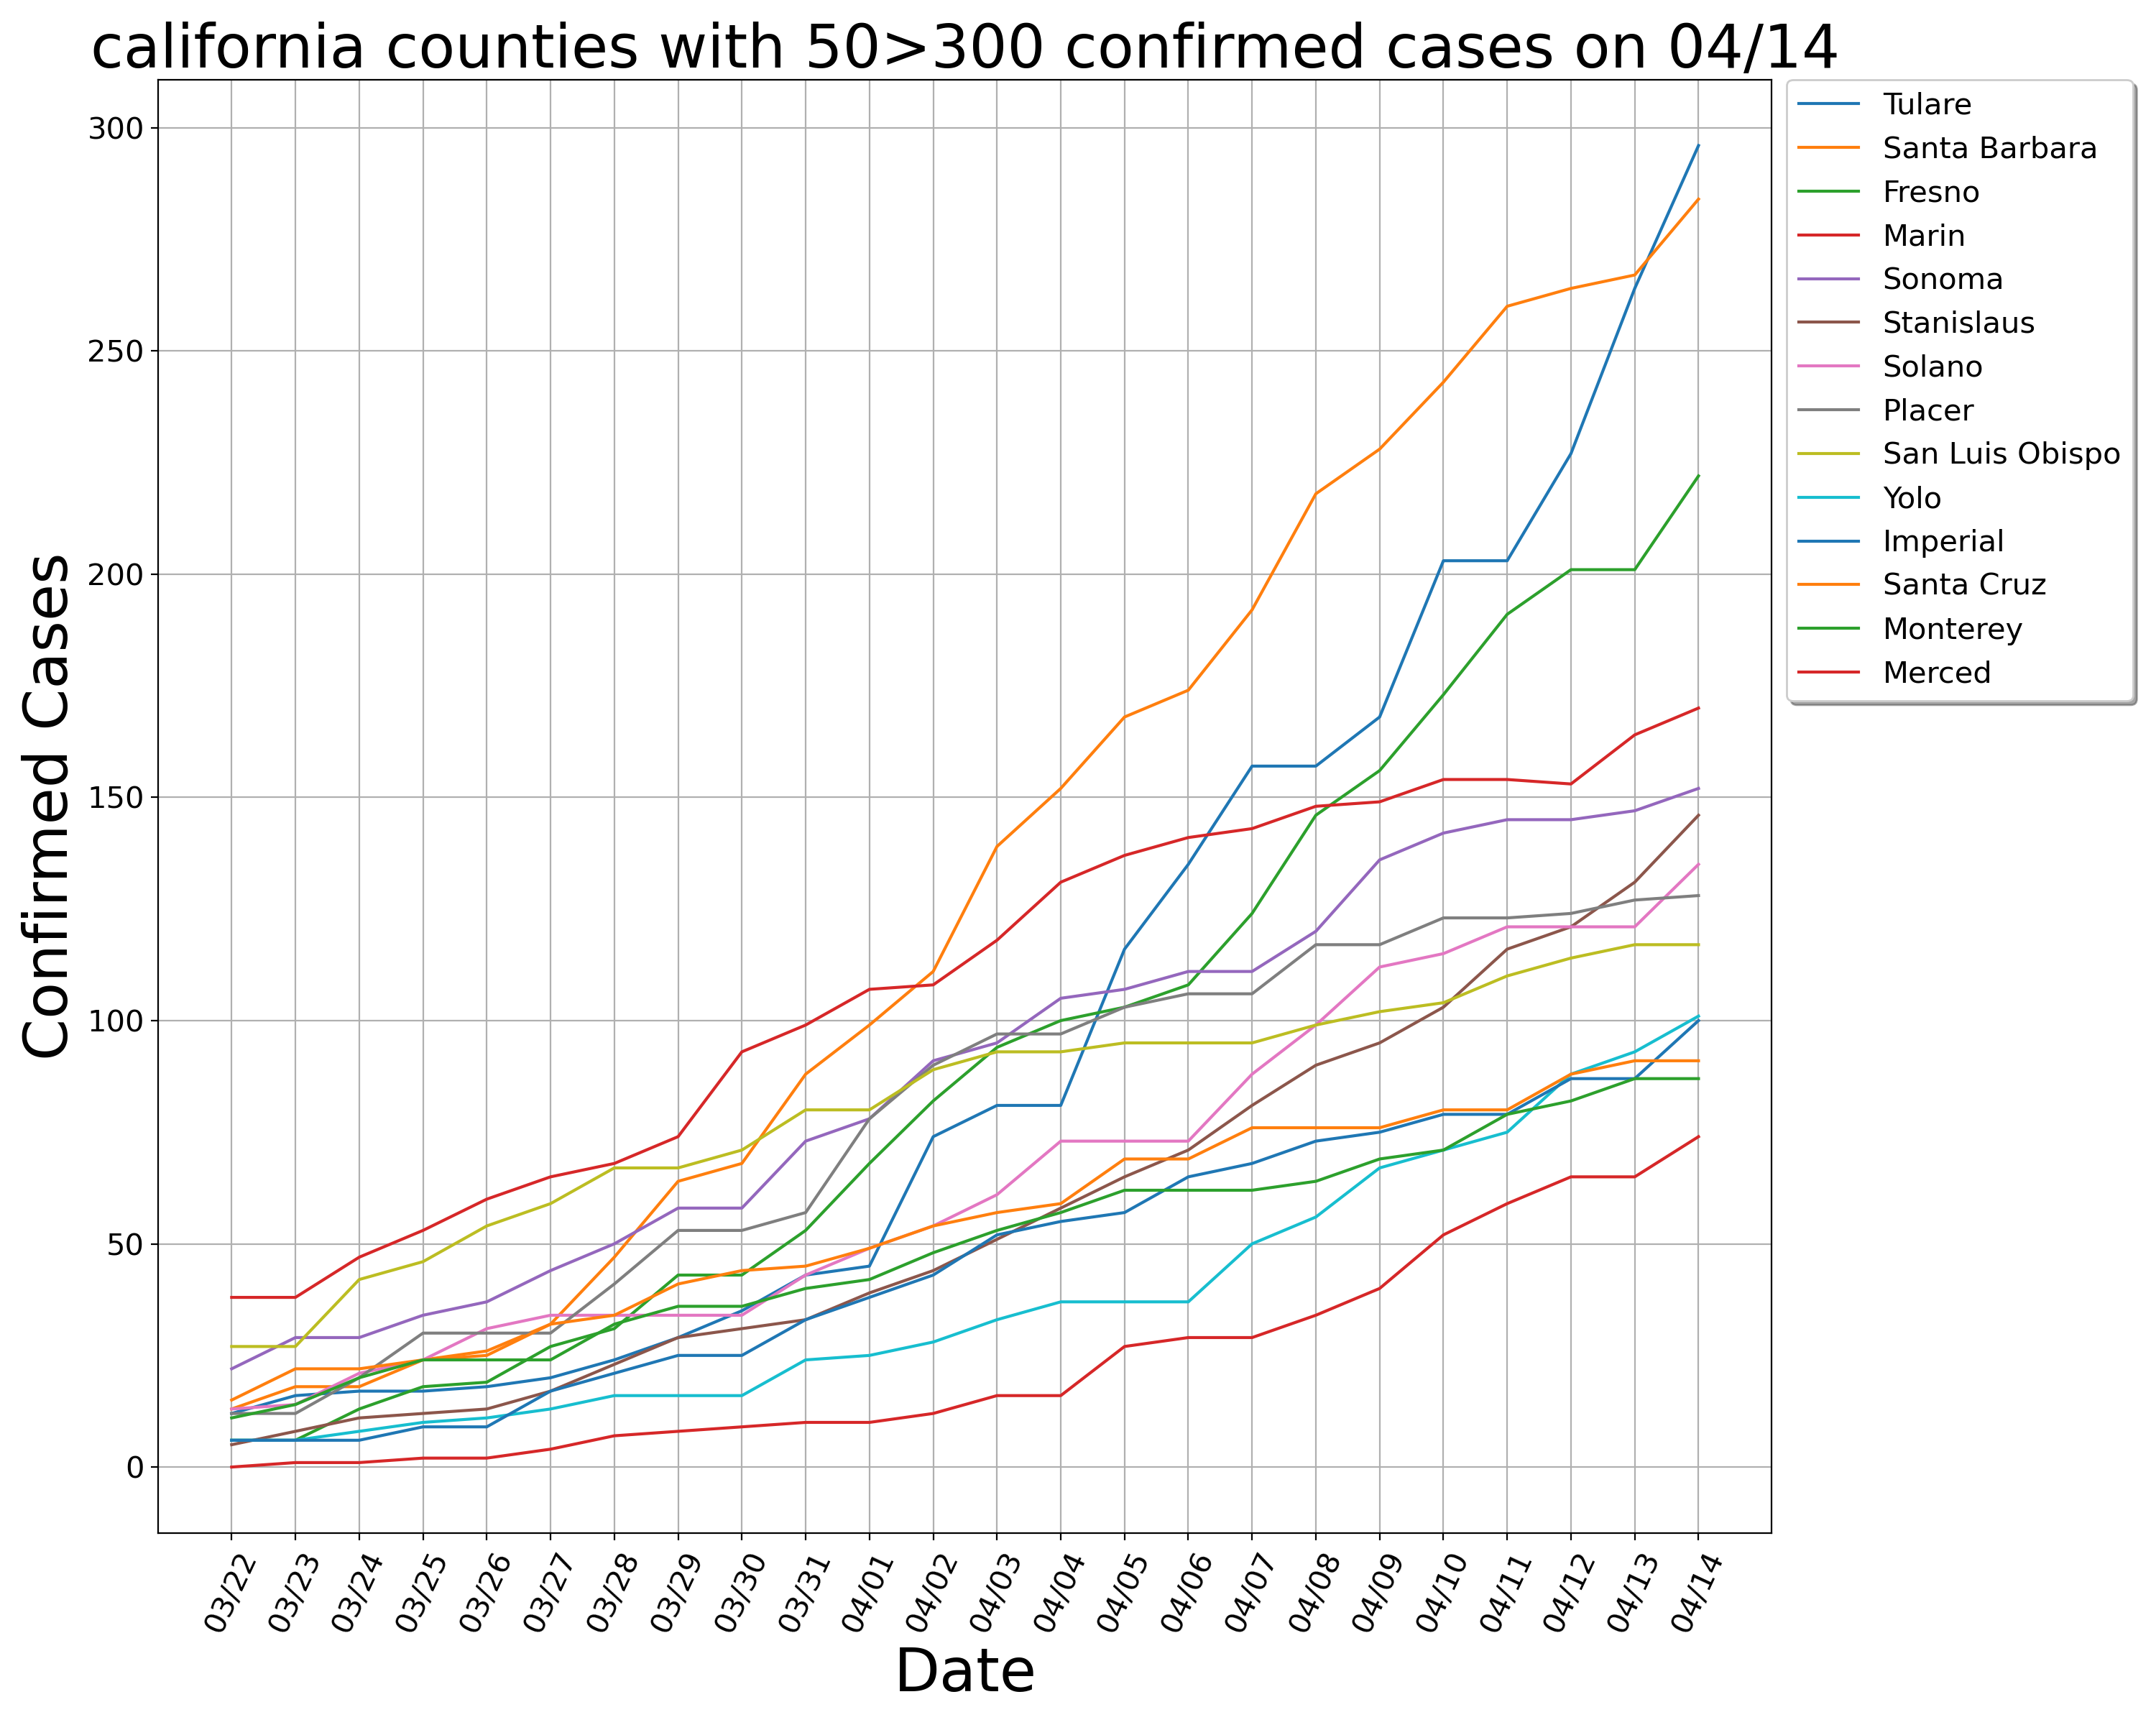 california counties with 50>300 confirmed cases on 04/14
Confirmed Cases
300
250
200
150
100
50
0
03/22
03/23
03/24
03/25
03/26
03/27
03/28
03/29
03/30
03/31
04/01
04/02
04/03
04/04
04/05
04/06
04/07
04/08
04/09
04/10
04/11
04/12
04/13
04/14
Date
Tulare
Santa Barbara
Fresno
Marin
Sonoma
Stanislaus
Solano
Placer
San Luis Obispo
Yolo
Imperial
Santa Cruz
Monterey
Merced